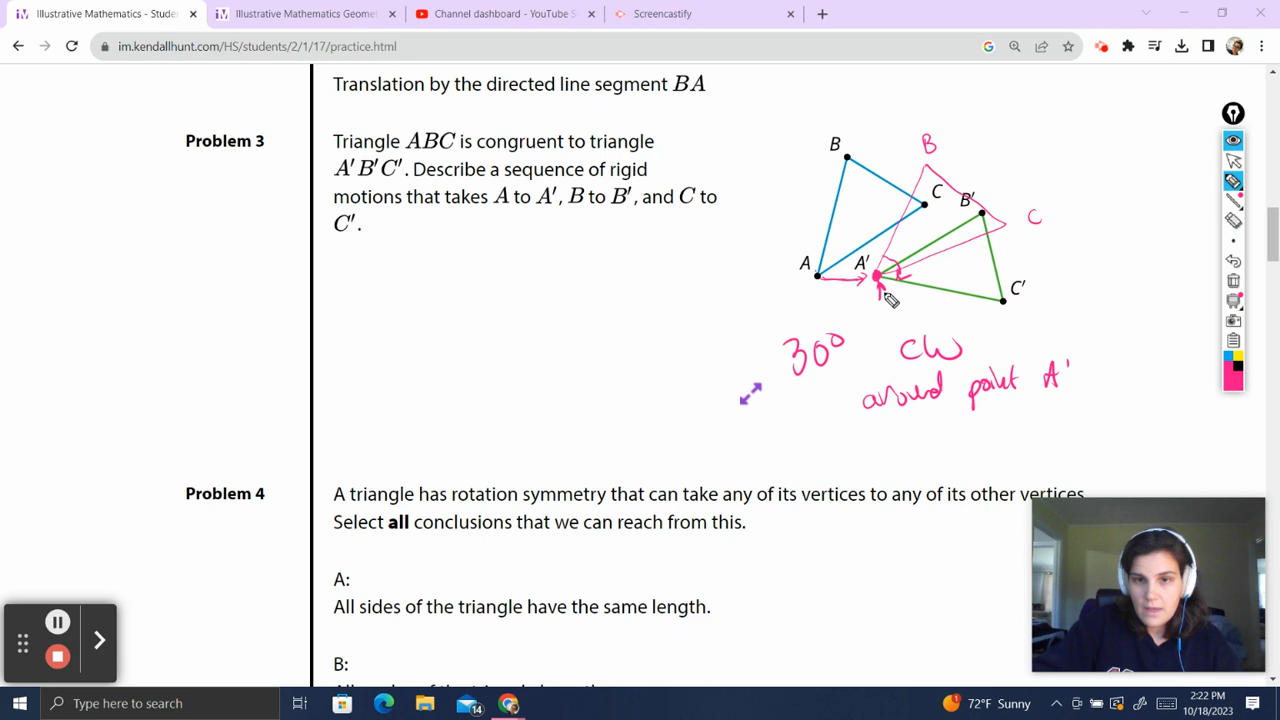 Illustrative Mathematics - Stude
Illustrative Mathematics Geomet
Channel dashboard - YouTube S
Screencastify
im.kendallhunt.com/HS/students/2/1/17/practice.html
Translation by the directed line segment BA
Problem 3
Triangle ABC is congruent to triangle
A′B′C′. Describe a sequence of rigid
motions that takes A to A′, B to B′, and C to
C′.
B
B
C
B′
C
A
A′
C′
30° CW
around point A'
Problem 4
A triangle has rotation symmetry that can take any of its vertices to any of its other vertices.
Select all conclusions that we can reach from this.
A:
All sides of the triangle have the same length.
B:
Type here to search
14
1
72°F Sunny
2:22 PM
10/18/2023